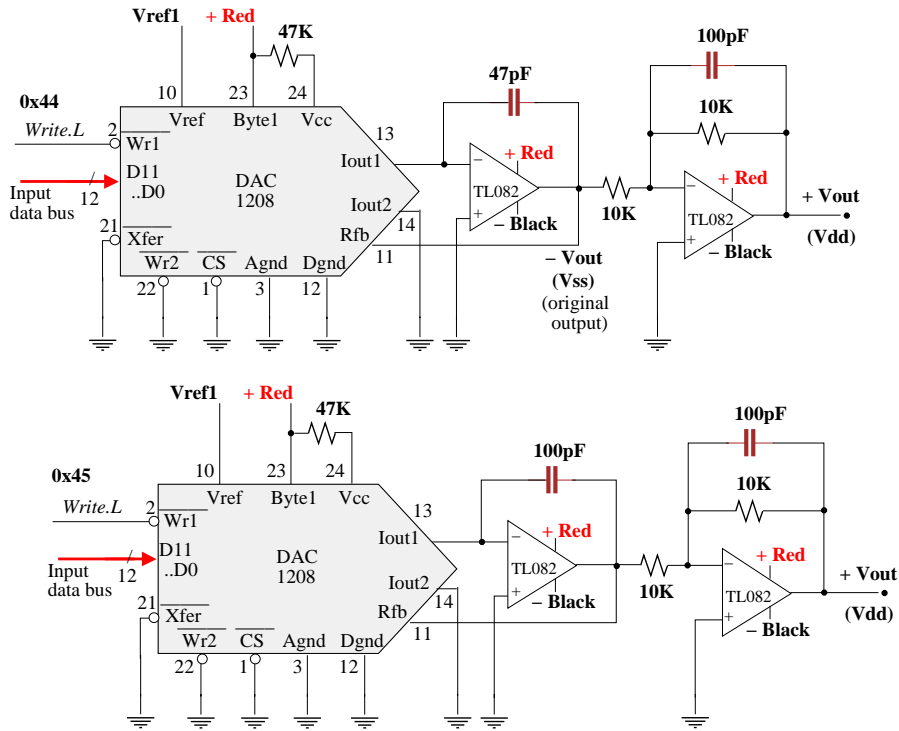 Vref1
+ Red
47K
100pF
47pF
10
23
24
10K
0x44
Write.L
2
Wr1
Vref
Byte1
Vcc
13
Iout1
+ Red
Input
data bus
12
D11
..D0
DAC
1208
TL082
10K
+ Red
+ Vout
(Vdd)
Iout2
14
– Black
TL082
21
Xfer
Rfb
11
– Black
Wr2
CS
Agnd
Dgnd
22
1
3
12
– Vout
(Vss)
(original
output)
−
+
−
+
Vref1
+ Red
47K
100pF
100pF
10
23
24
10K
0x45
Write.L
2
Wr1
Vref
Byte1
Vcc
13
Iout1
+ Red
Input
data bus
12
D11
..D0
DAC
1208
TL082
10K
+ Red
+ Vout
(Vdd)
Iout2
14
– Black
TL082
21
Xfer
Rfb
11
– Black
Wr2
CS
Agnd
Dgnd
22
1
3
12
−
+
−
+